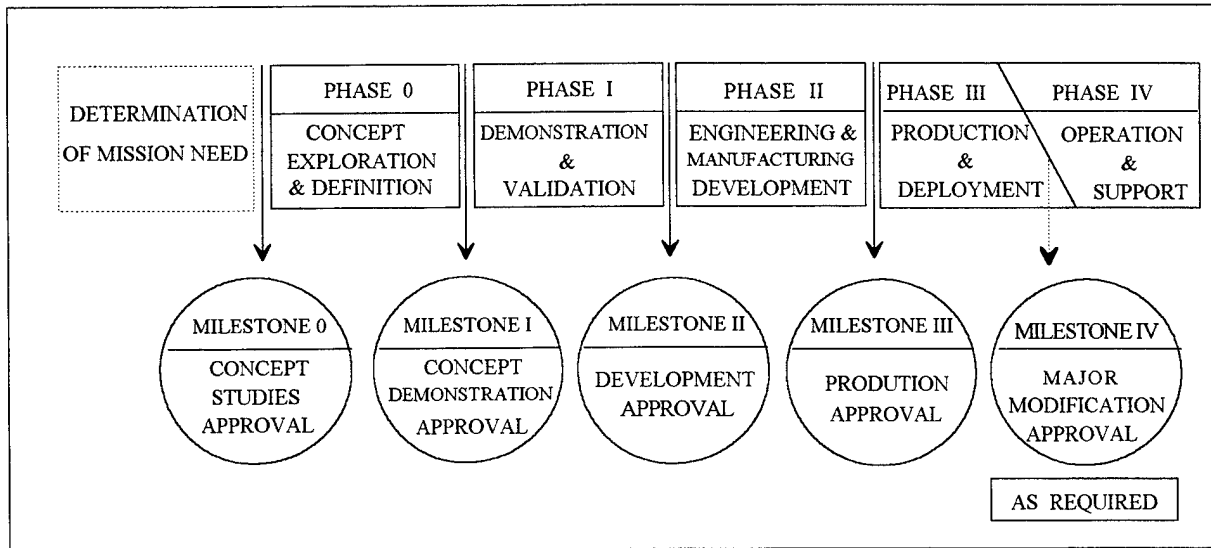 DETERMINATION
OF MISSION NEED
PHASE 0
CONCEPT
EXPLORATION
& DEFINITION
PHASE I
DEMONSTRATION
&
VALIDATION
PHASE II
ENGINEERING &
MANUFACTURING
DEVELOPMENT
PHASE III
PRODUCTION
&
DEPLOYMENT
PHASE IV
OPERATION
&
SUPPORT
MILESTONE 0
CONCEPT
STUDIES
APPROVAL
MILESTONE I
CONCEPT
DEMONSTRATION
APPROVAL
MILESTONE II
DEVELOPMENT
APPROVAL
MILESTONE III
PRODUTION
APPROVAL
MILESTONE IV
MAJOR
MODIFICATION
APPROVAL
AS REQUIRED